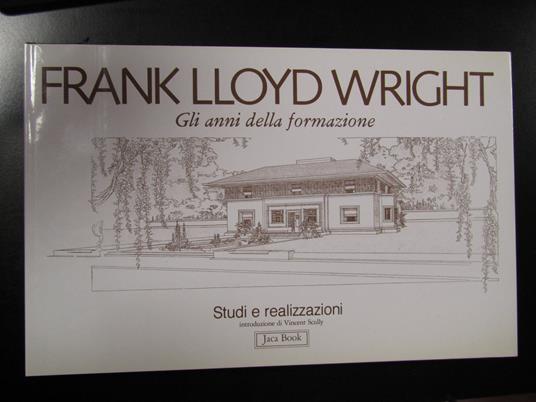 FRANK LLOYD WRIGHT
Gli anni della formazione
Studi e realizzazioni
introduzione di Vincent Scully
Jaca Book